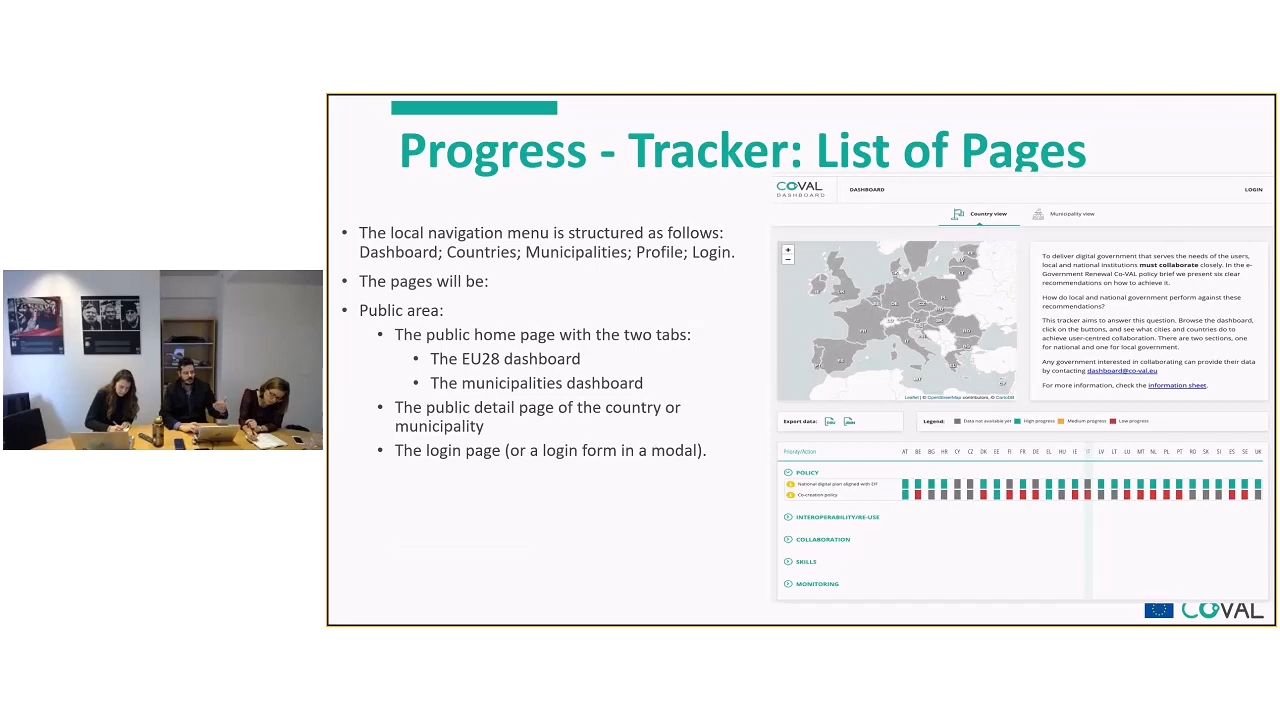 Progress - Tracker: List of Pages
• The local navigation menu is structured as follows:
Dashboard; Countries; Municipalities; Profile; Login.
• The pages will be:
• Public area:
• The public home page with the two tabs:
• The EU28 dashboard
• The municipalities dashboard
• The public detail page of the country or
municipality
• The login page (or a login form in a modal).
COVAL
DASHBOARD
DASHBOARD
LOGIN
Country view
Municipality view
+
−
Leaflet | © OpenStreetMap contributors, © CartoDB
To deliver digital government that serves the needs of the users,
local and national institutions must collaborate closely. In the e-
Government Renewal Co-VAL policy brief we present six clear
recommendations on how to achieve it.
How do local and national government perform against these
recommendations?
This tracker aims to answer this question. Browse the dashboard,
click on the buttons, and see what cities and countries do to
achieve user-centred collaboration. There are two sections, one
for national and one for local government.
Any government interested in collaborating can provide their data
by contacting dashboard@co-val.eu
For more information, check the information sheet.
Export data:
CSV
JSON
Legend:
Data not available yet
High progress
Medium progress
Low progress
Priority/Action AT BE BG HR CY CZ DK EE FI FR DE EL HU IE IT LV LT LU MT NL PL PT RO SK SI ES SE UK
POLICY
National digital plan aligned with EIF
Co-creation policy
INTEROPERABILITY/RE-USE
COLLABORATION
SKILLS
MONITORING
COVAL